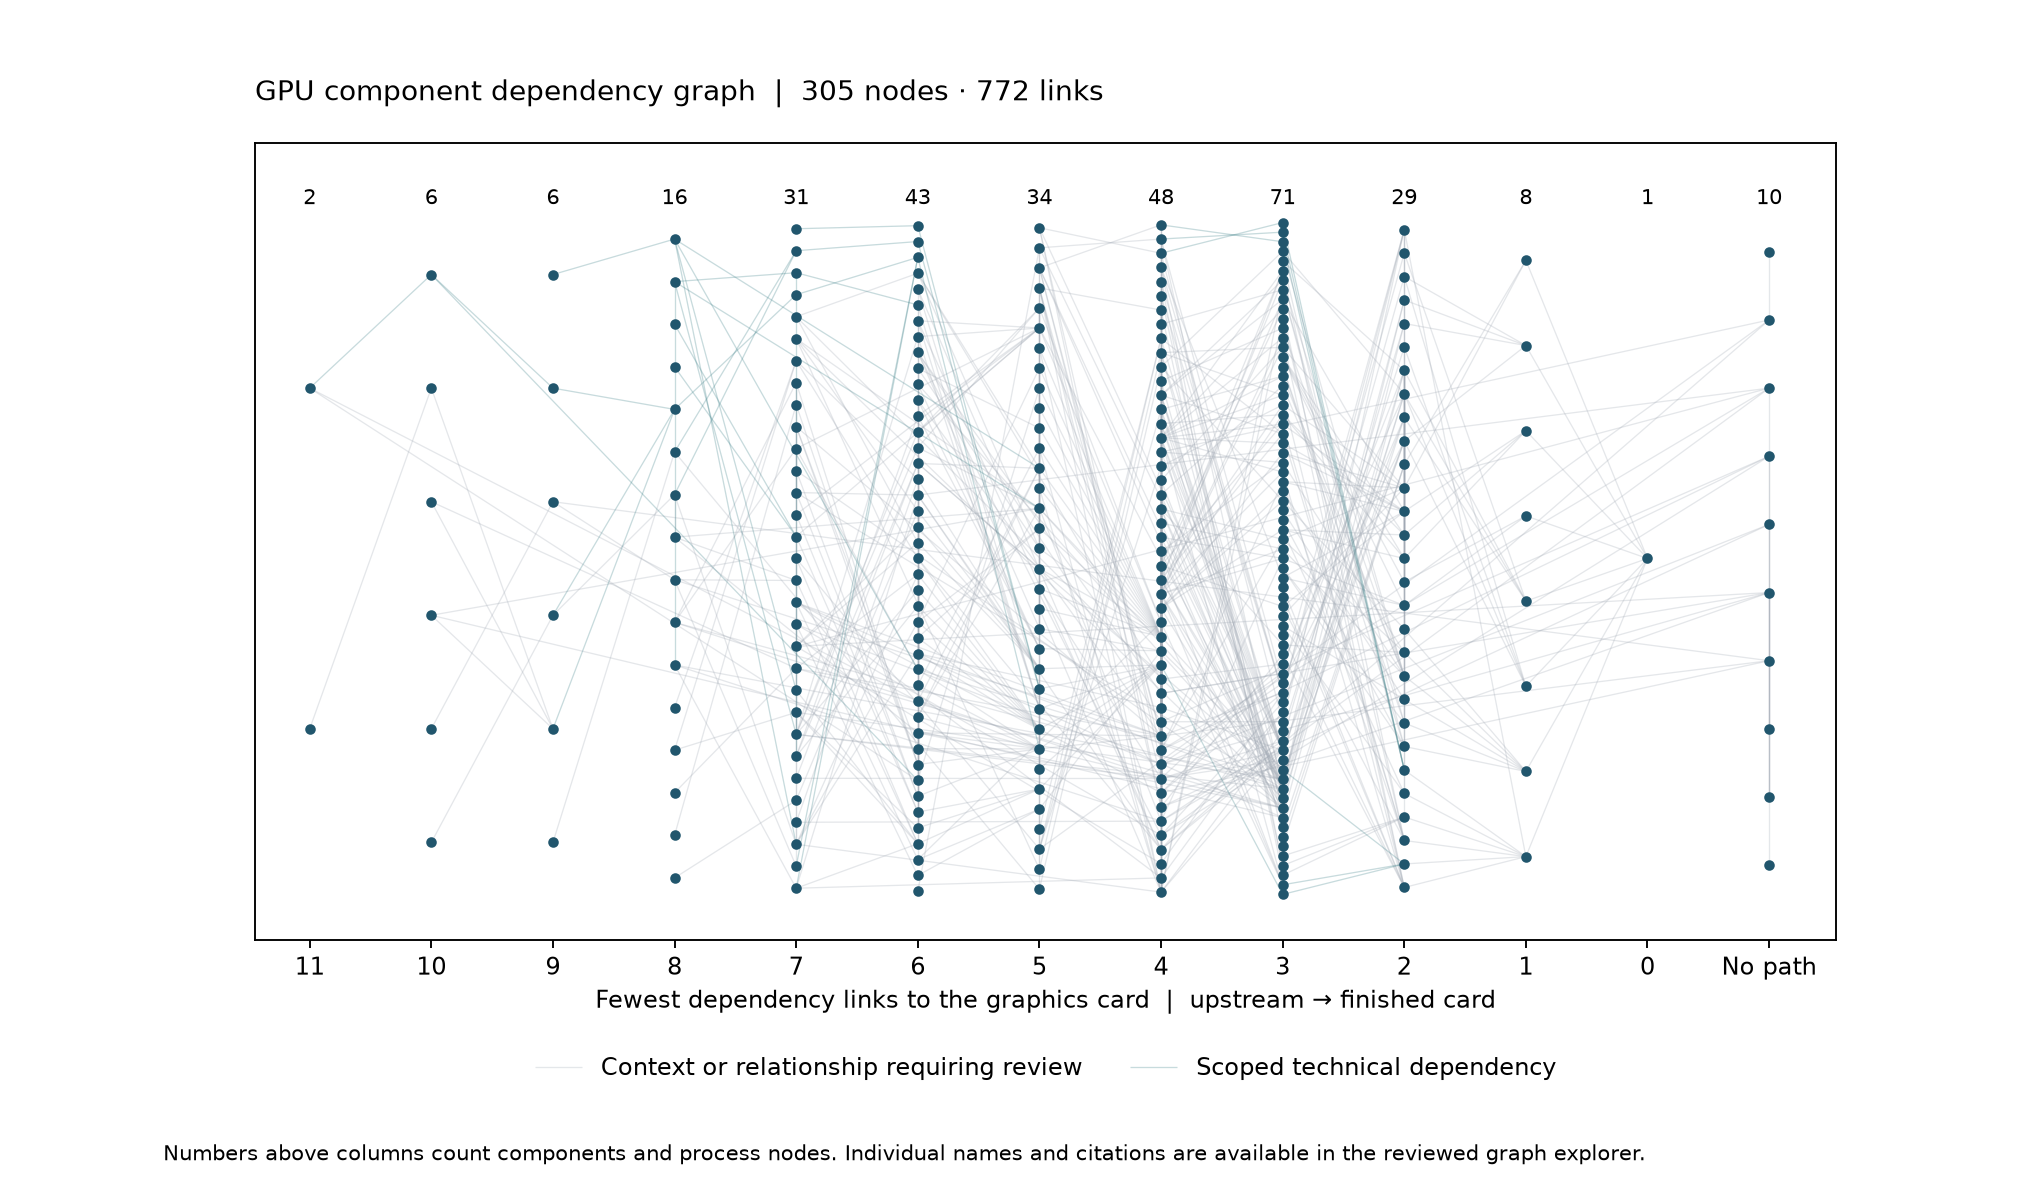 GPU component dependency graph | 305 nodes · 772 links
2 6 6 16 31 43 34 48 71 29 8 1 10
11 10 9 8 7 6 5 4 3 2 1 0 No path
Fewest dependency links to the graphics card | upstream → finished card
Context or relationship requiring review Scoped technical dependency
Numbers above columns count components and process nodes. Individual names and citations are available in the reviewed graph explorer.